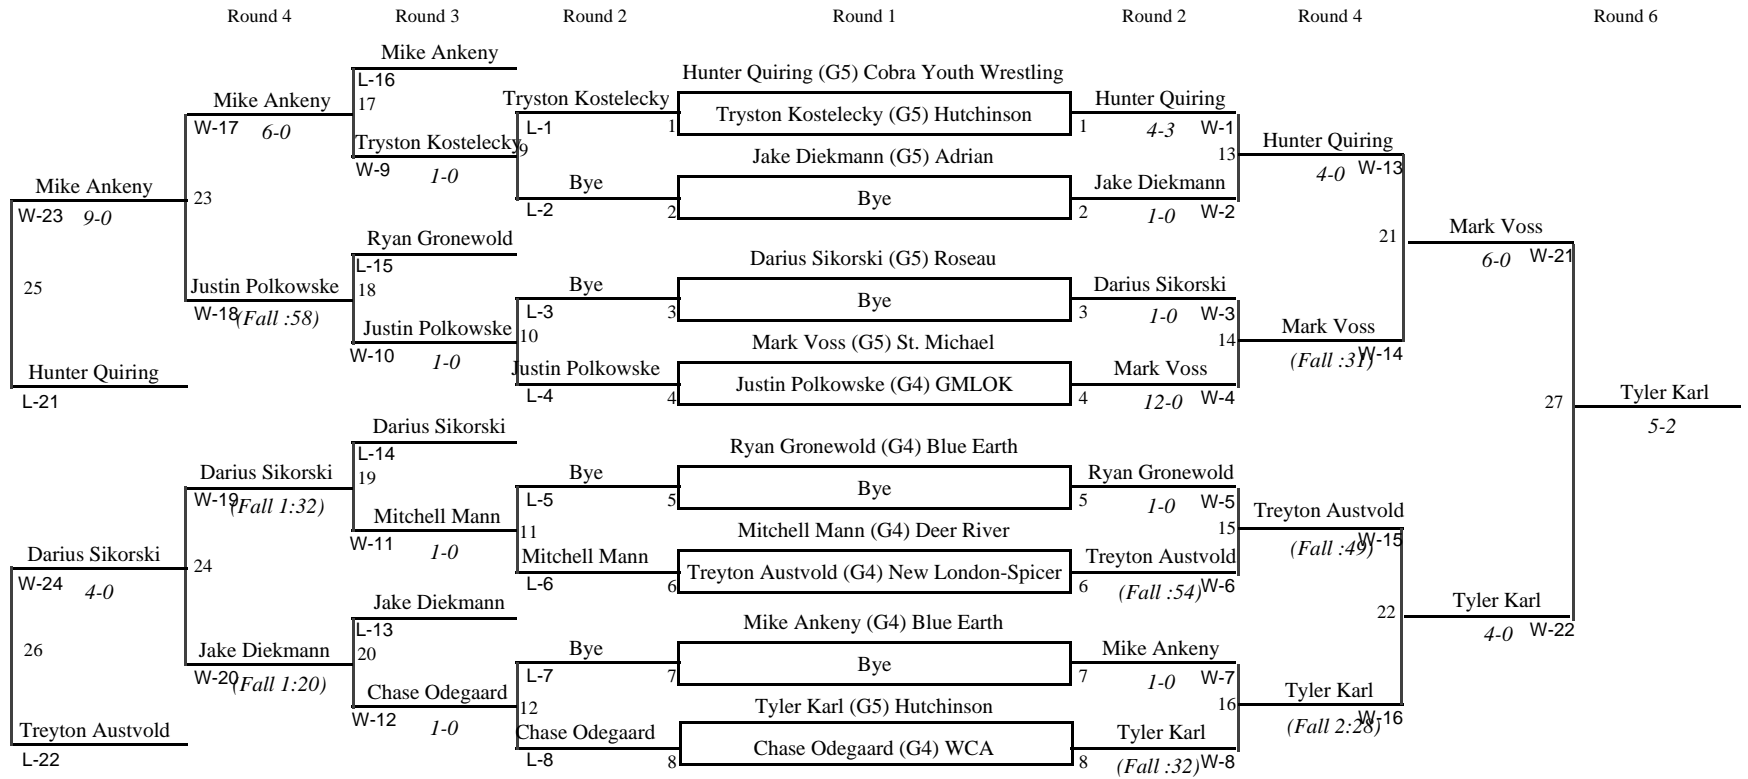 Round 4 Round 3 Round 2 Round 1 Round 2 Round 4 Round 6
Mike Ankeny
L-16
Hunter Quiring (G5) Cobra Youth Wrestling
Mike Ankeny 17 Tryston Kostelecky Hunter Quiring
W-17 6-0 L-1 1 Tryston Kostelecky (G5) Hutchinson 1 4-3 W-1
Tryston Kostelecky 9 13 Hunter Quiring
W-9 1-0 Jake Diekmann (G5) Adrian 4-0 W-13
Mike Ankeny 23 Bye Jake Diekmann
W-23 9-0 L-2 2 Bye 2 1-0 W-2
Ryan Gronewold 21 Mark Voss
L-15 Darius Sikorski (G5) Roseau 6-0 W-21
25 Justin Polkowske 18 Bye Darius Sikorski
W-18 (Fall :58) L-3 3 Bye 3 1-0 W-3
Justin Polkowske 10 14 Mark Voss
W-10 1-0 Mark Voss (G5) St. Michael (Fall :31) W-14
Hunter Quiring Justin Polkowske Mark Voss
L-21 L-4 4 Justin Polkowske (G4) GMLOK 4 12-0 W-4
27 Tyler Karl
5-2
Darius Sikorski
L-14 Ryan Gronewold (G4) Blue Earth
Darius Sikorski 19 Bye Ryan Gronewold
W-19 (Fall 1:32) L-5 5 Bye 5 1-0 W-5
Mitchell Mann 11 15 Treyton Austvold
W-11 1-0 Mitchell Mann (G4) Deer River (Fall :49) W-15
Darius Sikorski 24 Mitchell Mann Treyton Austvold
W-24 4-0 L-6 6 Treyton Austvold (G4) New London-Spicer 6 (Fall :54) W-6
Jake Diekmann 22 Tyler Karl
L-13 Mike Ankeny (G4) Blue Earth 4-0 W-22
26 Jake Diekmann 20 Bye Mike Ankeny
W-20 (Fall 1:20) L-7 7 Bye 7 1-0 W-7
Chase Odegaard 12 16 Tyler Karl
W-12 1-0 Tyler Karl (G5) Hutchinson (Fall 2:28) W-16
Treyton Austvold Chase Odegaard Tyler Karl
L-22 L-8 8 Chase Odegaard (G4) WCA 8 (Fall :32) W-8